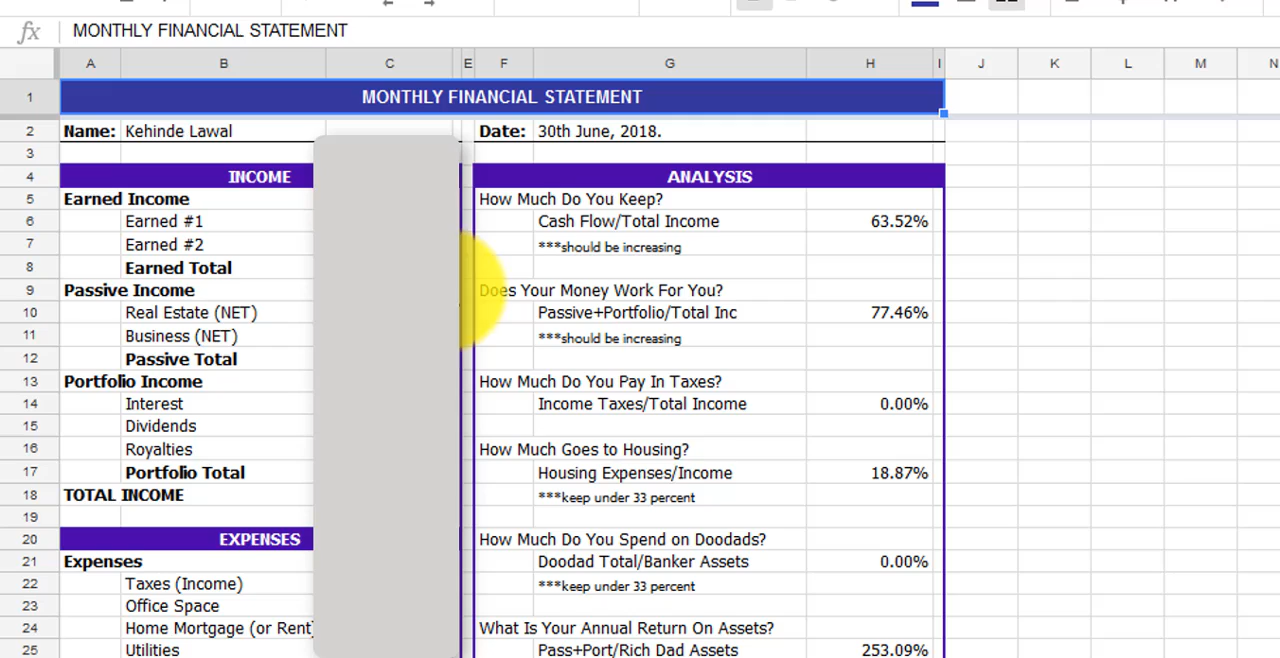 fx MONTHLY FINANCIAL STATEMENT
A B C E F G H I J K L M N
1 MONTHLY FINANCIAL STATEMENT
2 Name: Kehinde Lawal Date: 30th June, 2018.
3
4 INCOME ANALYSIS
5 Earned Income How Much Do You Keep?
6 Earned #1 Cash Flow/Total Income 63.52%
7 Earned #2 ***should be increasing
8 Earned Total
9 Passive Income Does Your Money Work For You?
10 Real Estate (NET) Passive+Portfolio/Total Inc 77.46%
11 Business (NET) ***should be increasing
12 Passive Total
13 Portfolio Income How Much Do You Pay In Taxes?
14 Interest Income Taxes/Total Income 0.00%
15 Dividends
16 Royalties How Much Goes to Housing?
17 Portfolio Total Housing Expenses/Income 18.87%
18 TOTAL INCOME ***keep under 33 percent
19
20 EXPENSES How Much Do You Spend on Doodads?
21 Expenses Doodad Total/Banker Assets 0.00%
22 Taxes (Income) ***keep under 33 percent
23 Office Space
24 Home Mortgage (or Rent) What Is Your Annual Return On Assets?
25 Utilities Pass+Port/Rich Dad Assets 253.09%